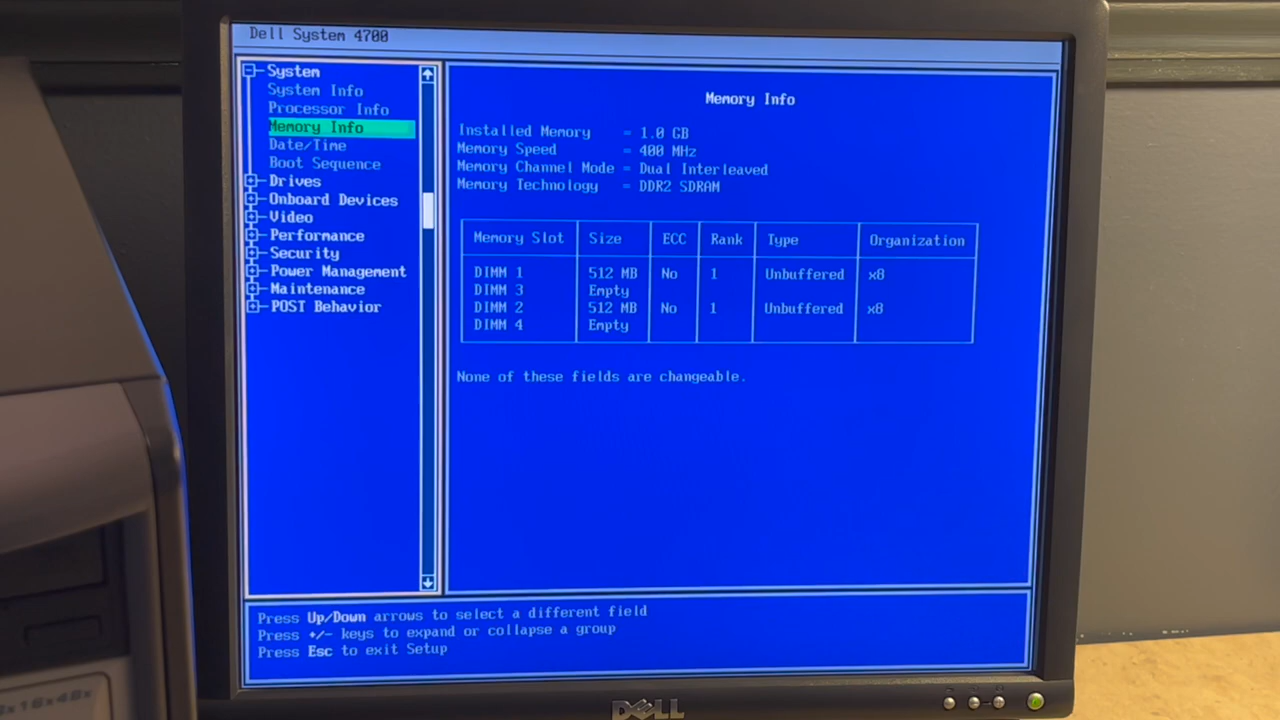 Dell System 4700
System
System Info
Processor Info
Memory Info
Date/Time
Boot Sequence
Drives
Onboard Devices
Video
Performance
Security
Power Management
Maintenance
POST Behavior
Memory Info
Installed Memory = 1.0 GB
Memory Speed = 400 MHz
Memory Channel Mode = Dual Interleaved
Memory Technology = DDR2 SDRAM
Memory Slot Size ECC Rank Type Organization
DIMM 1 512 MB No 1 Unbuffered x8
DIMM 3 Empty
DIMM 2 512 MB No 1 Unbuffered x8
DIMM 4 Empty
None of these fields are changeable.
Press Up/Down arrows to select a different field
Press +/- keys to expand or collapse a group
Press Esc to exit Setup
DELL
x16x48x